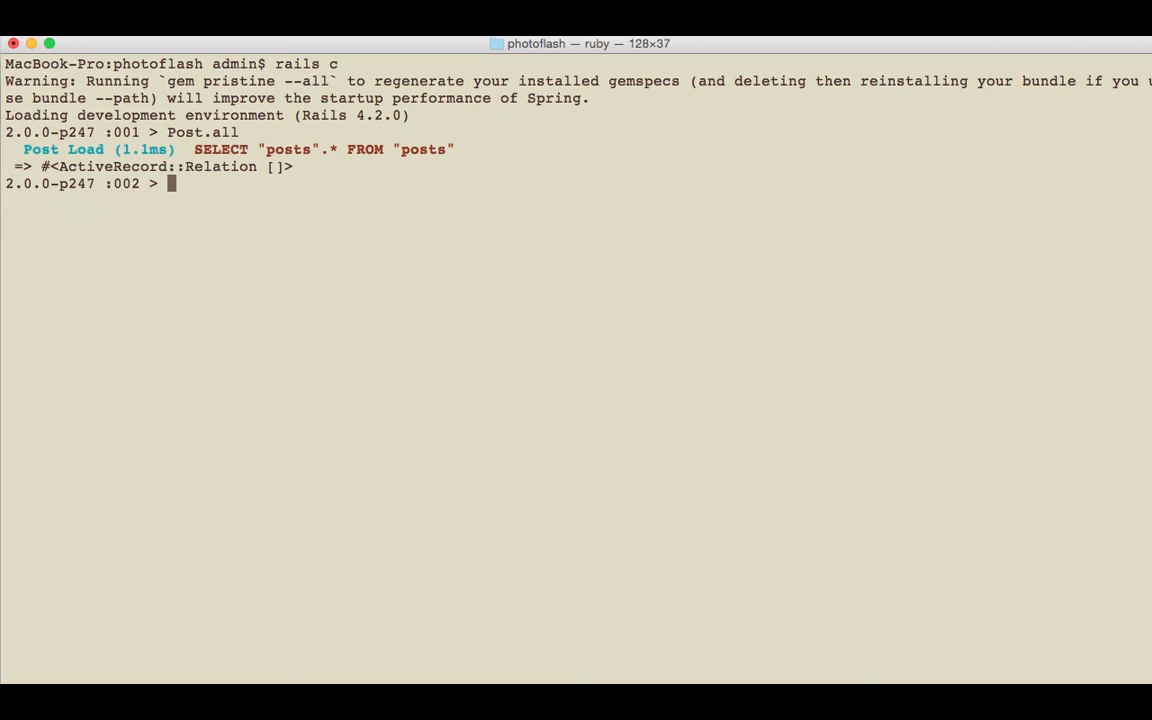 photoflash — ruby — 128×37
MacBook-Pro:photoflash admin$ rails c
Warning: Running `gem pristine --all` to regenerate your installed gemspecs (and deleting then reinstalling your bundle if you u
se bundle --path) will improve the startup performance of Spring.
Loading development environment (Rails 4.2.0)
2.0.0-p247 :001 > Post.all
  Post Load (1.1ms)  SELECT "posts".* FROM "posts"
 => #<ActiveRecord::Relation []>
2.0.0-p247 :002 >